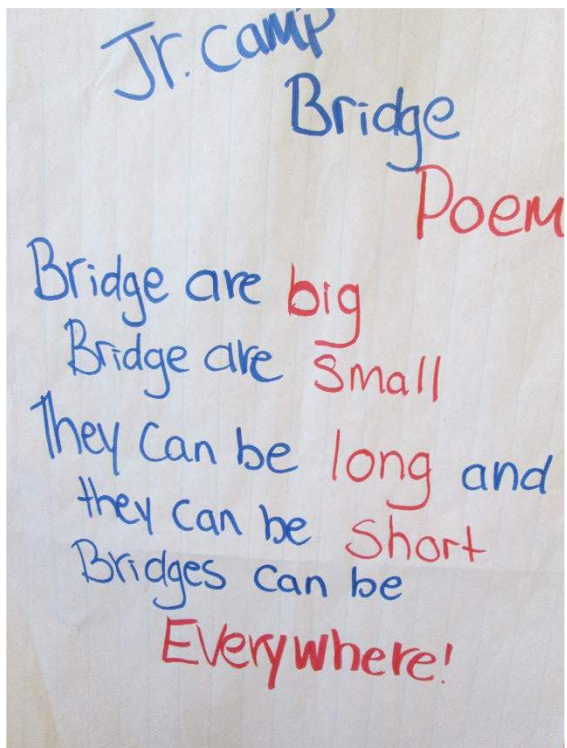 Jr. camp
Bridge
Poem
Bridge are big
Bridge are small
They can be long and
they can be short
Bridges can be
Everywhere!